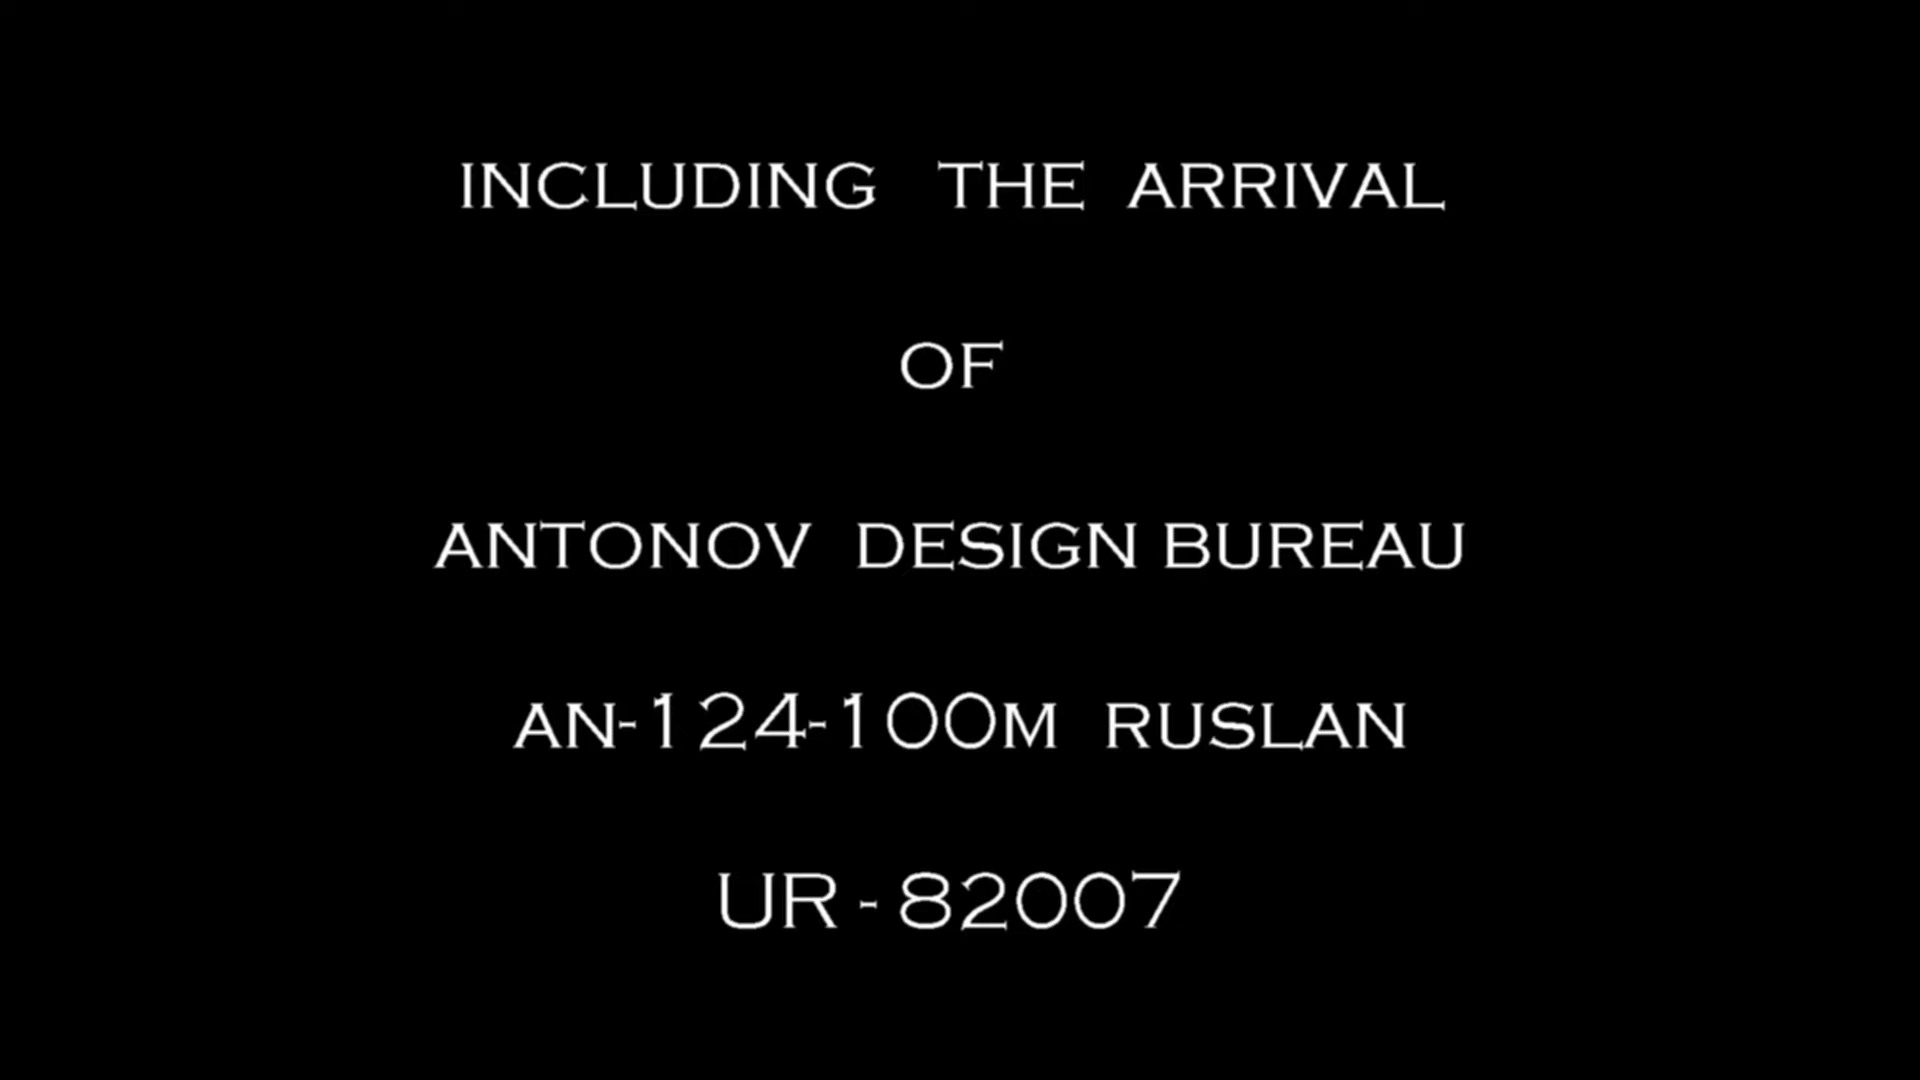 INCLUDING THE ARRIVAL
OF
ANTONOV DESIGN BUREAU
AN-124-100M RUSLAN
UR - 82007